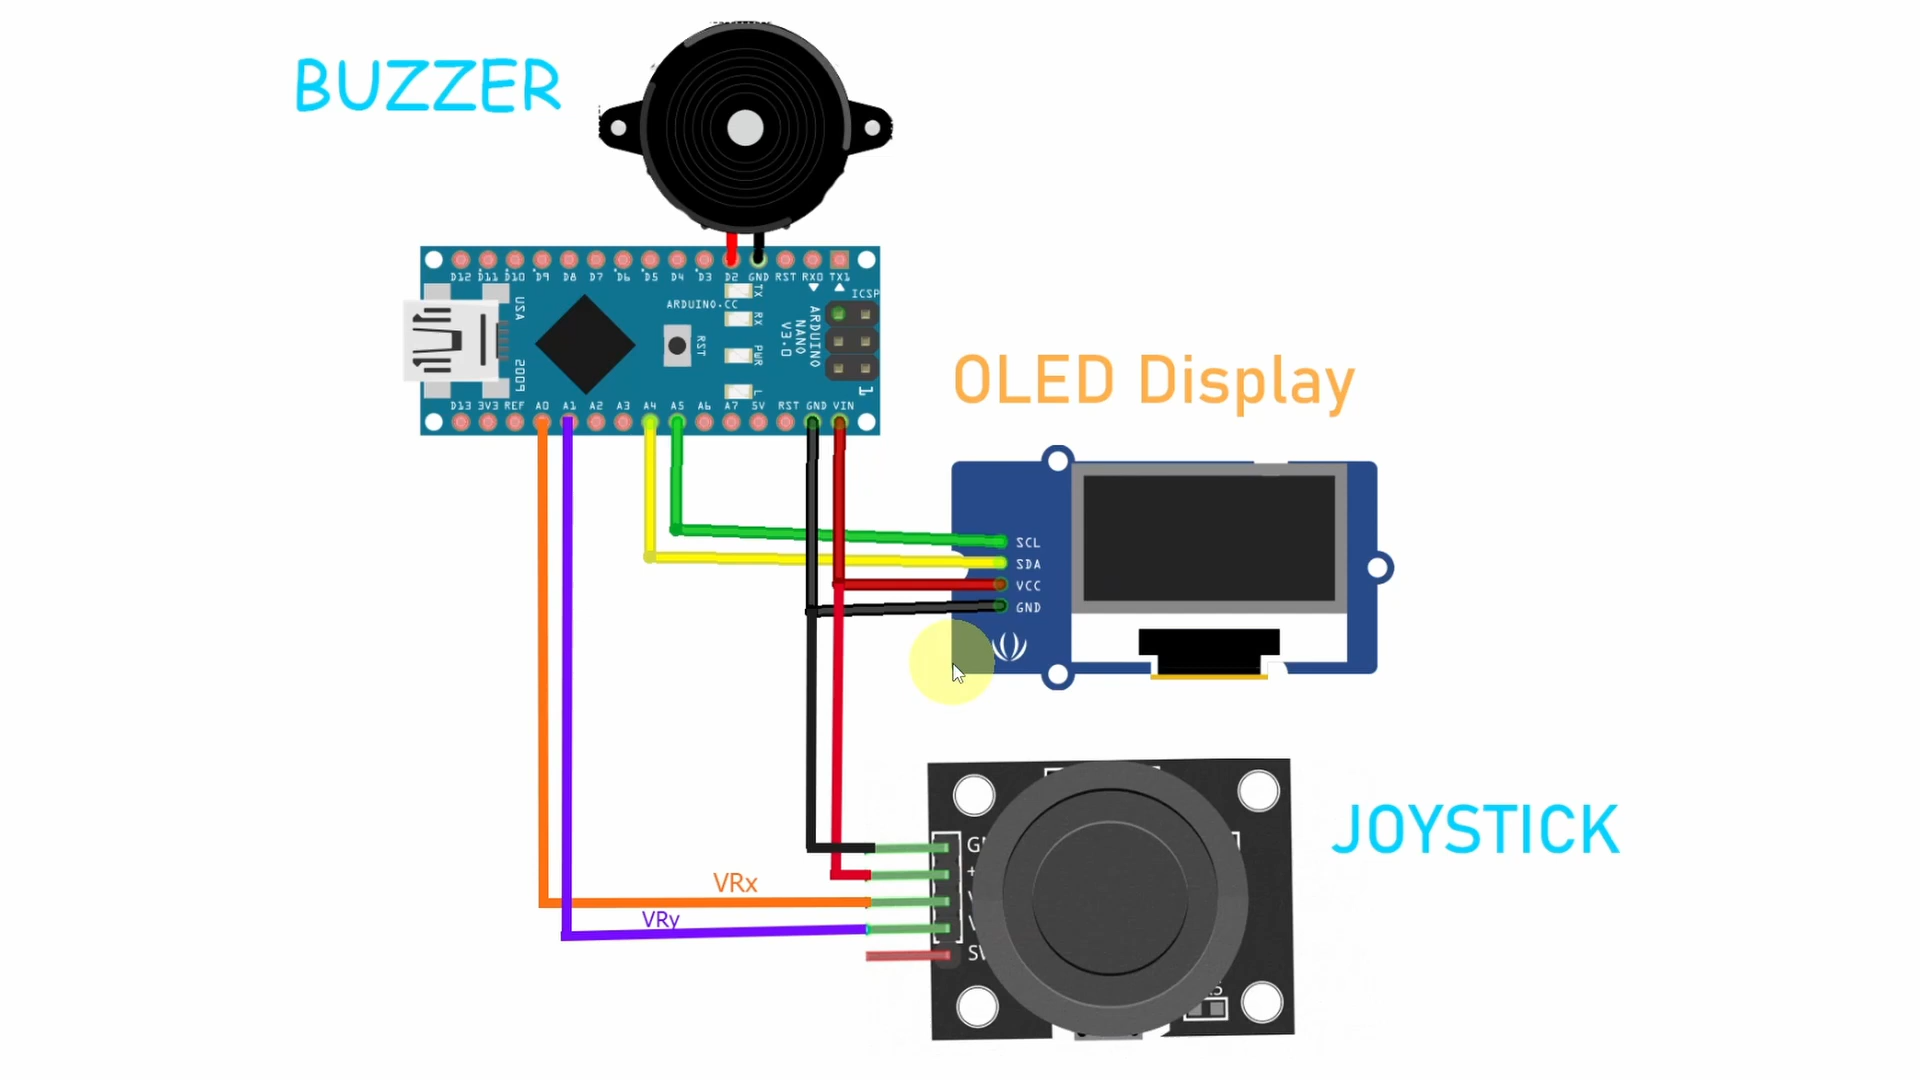 BUZZER
D12 D11 D10 D9 D8 D7 D6 D5 D4 D3 D2 GND RST RX0 TX1
ICSP
ARDUINO.CC
TX
RX
PWR
L
RST
ARDUINO
NANO
V3.0
USA
2005
1
D13 3V3 REF A0 A1 A2 A3 A4 A5 A6 A7 5V RST GND VIN
OLED Display
SCL
SDA
VCC
GND
JOYSTICK
G
+
VRx
V
VRy
V